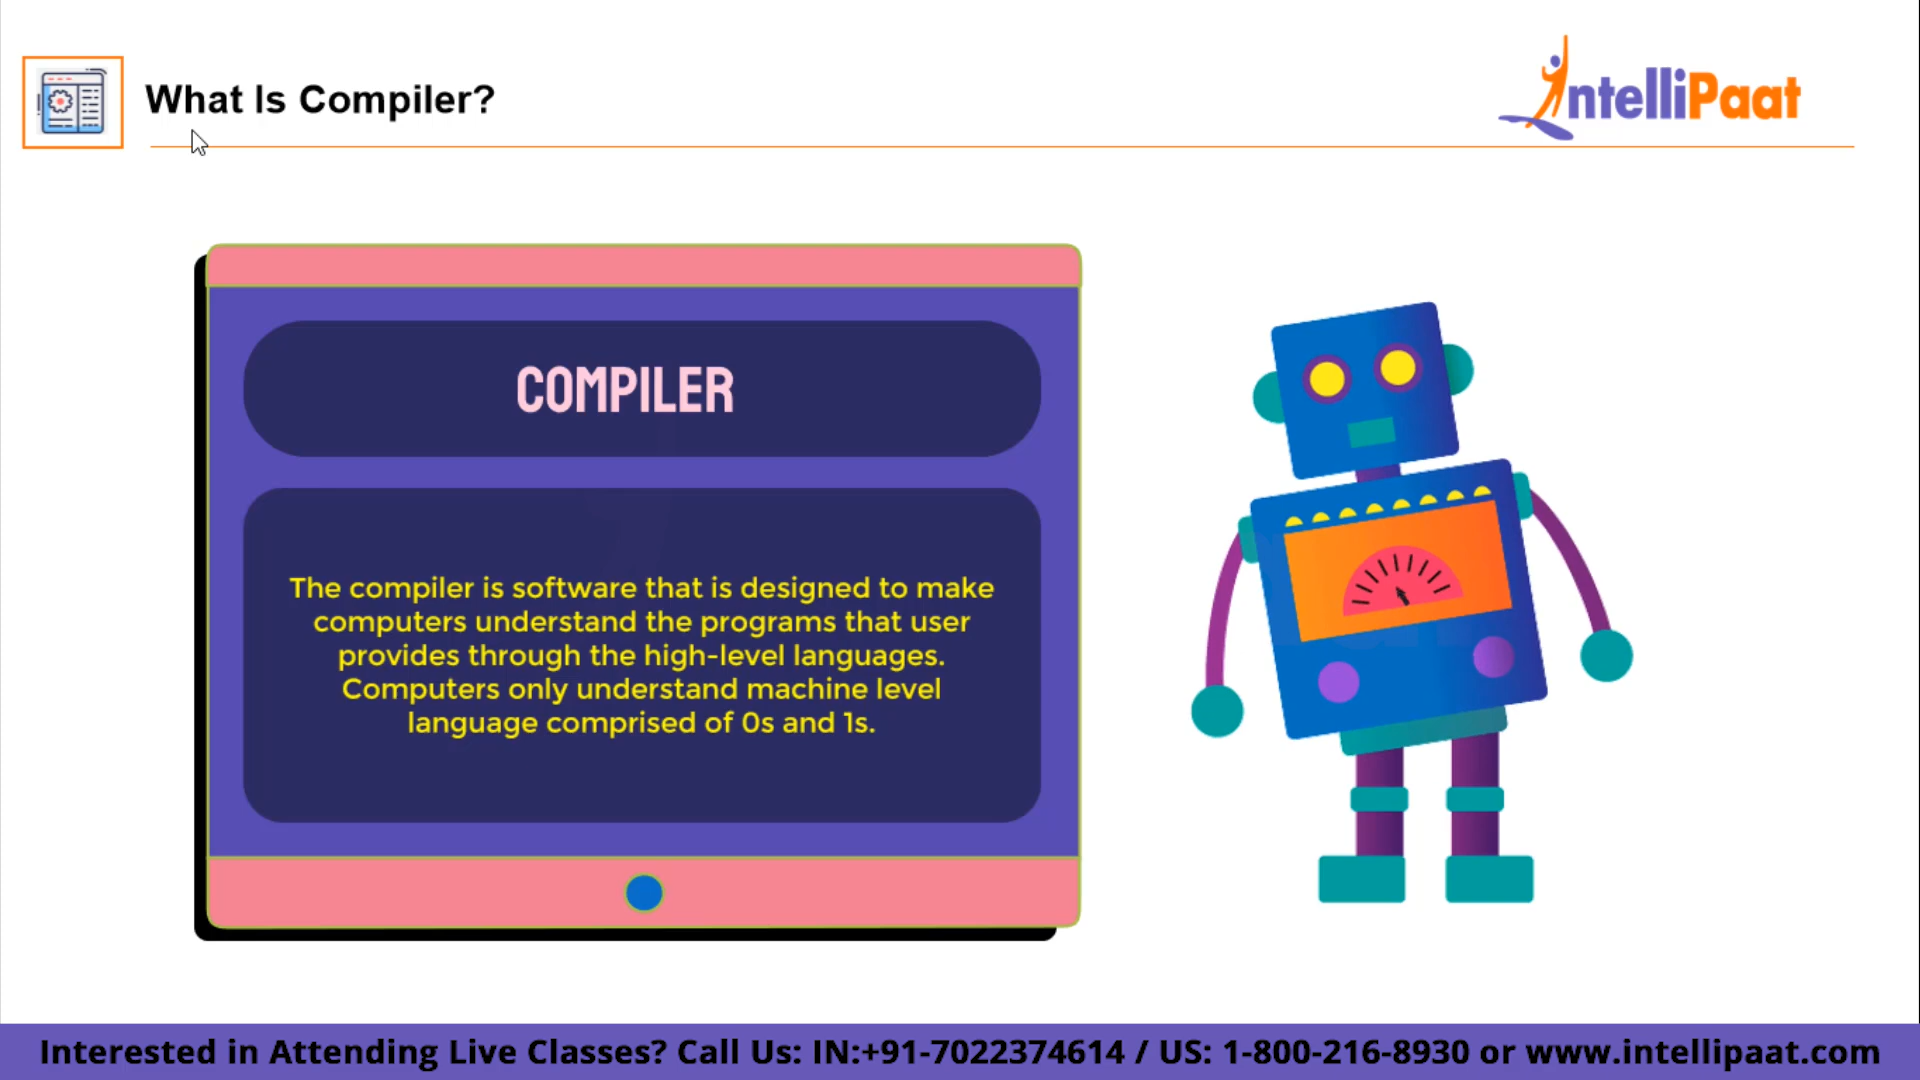 What Is Compiler?
IntelliPaat
COMPILER
The compiler is software that is designed to make
computers understand the programs that user
provides through the high-level languages.
Computers only understand machine level
language comprised of 0s and 1s.
Interested in Attending Live Classes? Call Us: IN:+91-7022374614 / US: 1-800-216-8930 or www.intellipaat.com